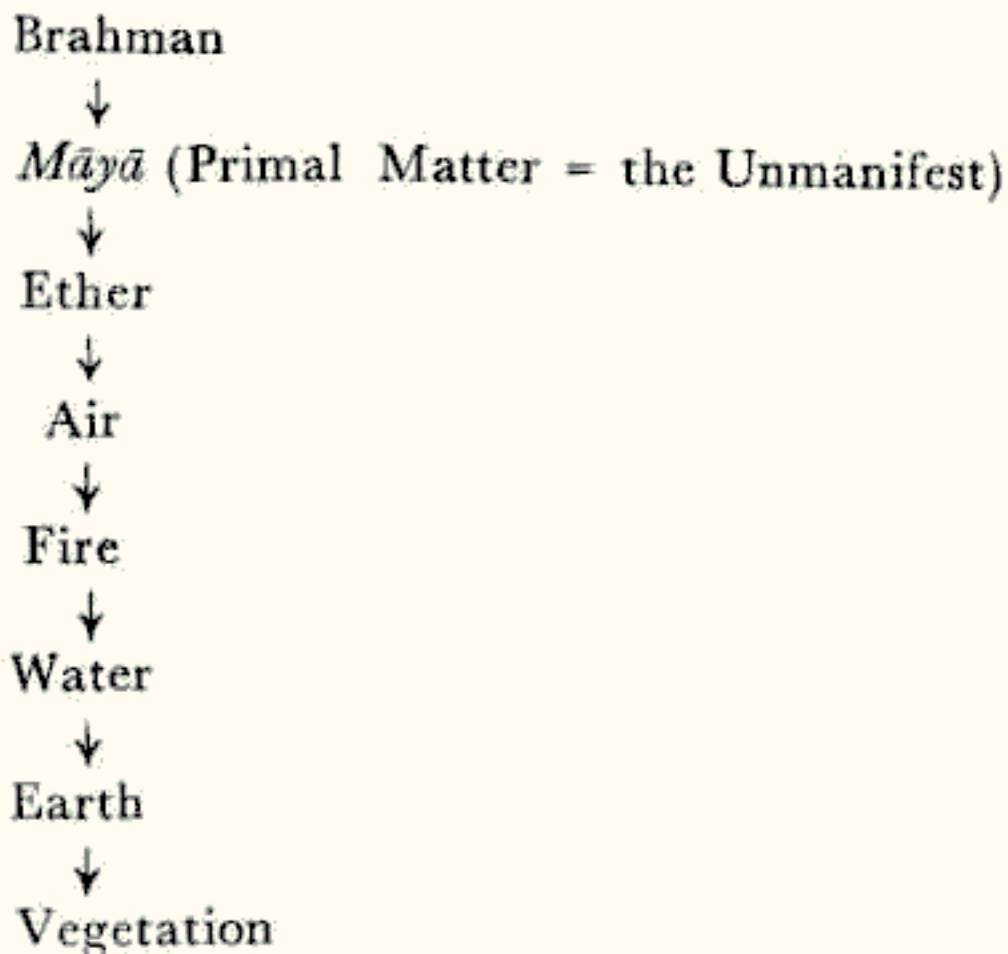 Brahman
↓
Māyā (Primal Matter = the Unmanifest)
↓
Ether
↓
Air
↓
Fire
↓
Water
↓
Earth
↓
Vegetation